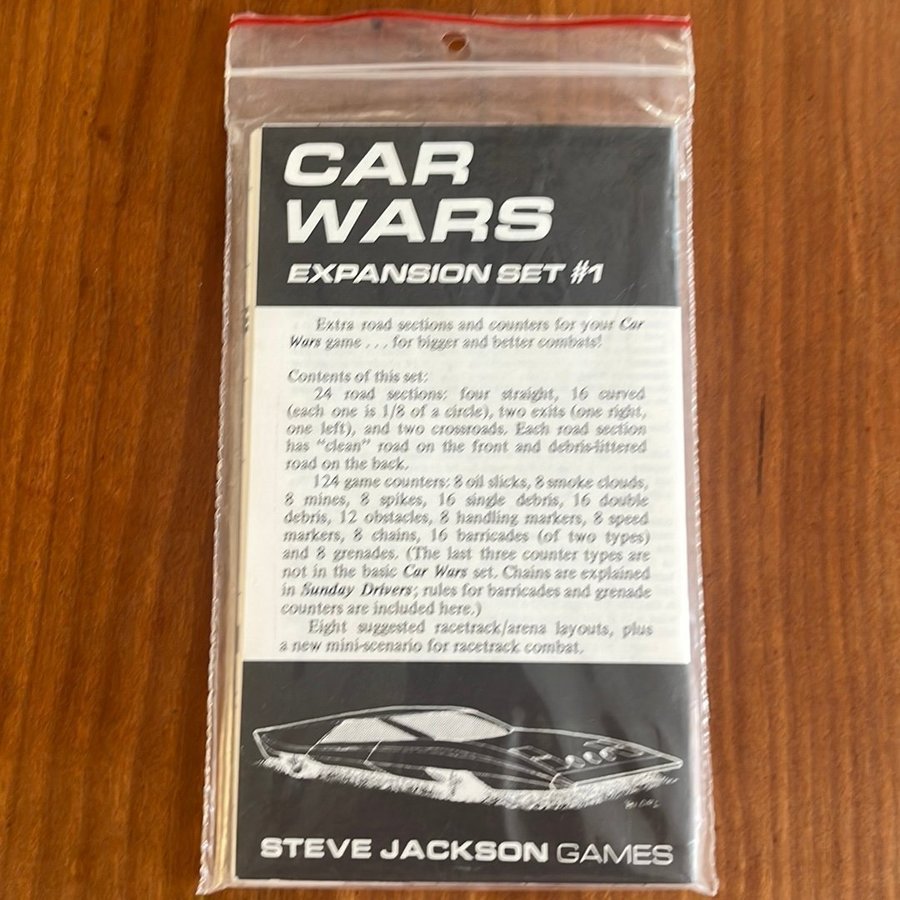 CAR
WARS
EXPANSION SET #1
Extra road sections and counters for your Car
Wars game . . . for bigger and better combats!
Contents of this set:
24 road sections: four straight, 16 curved
(each one is 1/8 of a circle), two exits (one right,
one left), and two crossroads. Each road section
has "clean" road on the front and debris-littered
road on the back.
124 game counters: 8 oil slicks, 8 smoke clouds,
8 mines, 8 spikes, 16 single debris, 16 double
debris, 12 obstacles, 8 handling markers, 8 speed
markers, 8 chains, 16 barricades (of two types)
and 8 grenades. (The last three counter types are
not in the basic Car Wars set. Chains are explained
in Sunday Drivers; rules for barricades and grenade
counters are included here.)
Eight suggested racetrack/arena layouts, plus
a new mini-scenario for racetrack combat.
STEVE JACKSON GAMES